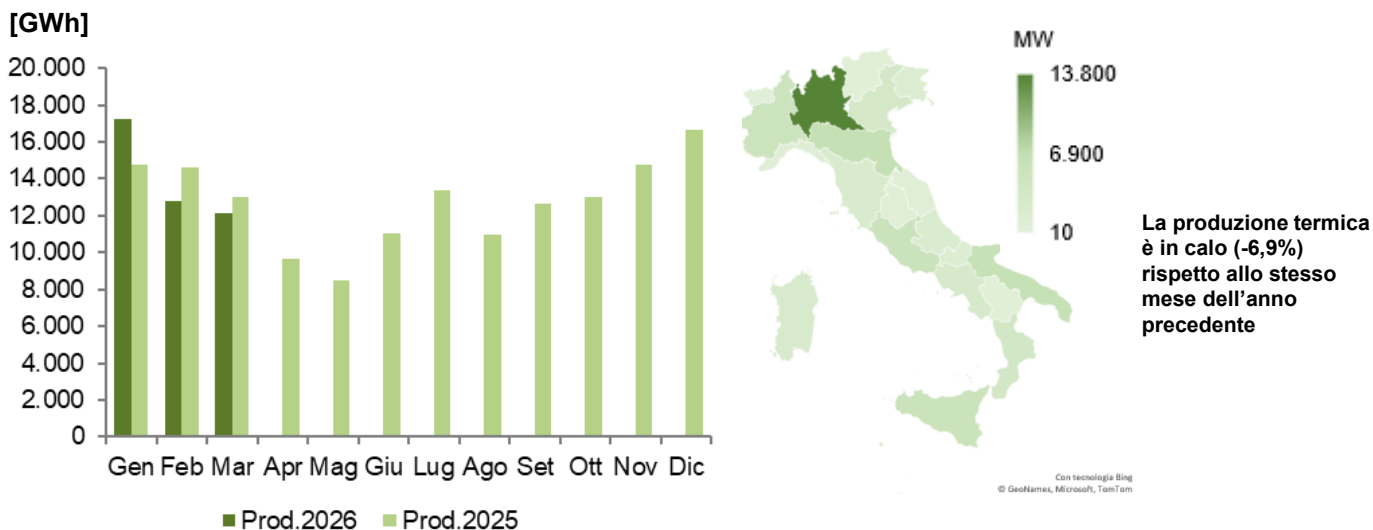 [GWh]
20.000
18.000
16.000
14.000
12.000
10.000
8.000
6.000
4.000
2.000
0
Gen Feb Mar Apr Mag Giu Lug Ago Set Ott Nov Dic
Prod.2026 Prod.2025
MW
13.800
6.900
10
Con tecnologia Bing
© GeoNames, Microsoft, TomTom
La produzione termica
è in calo (-6,9%)
rispetto allo stesso
mese dell’anno
precedente